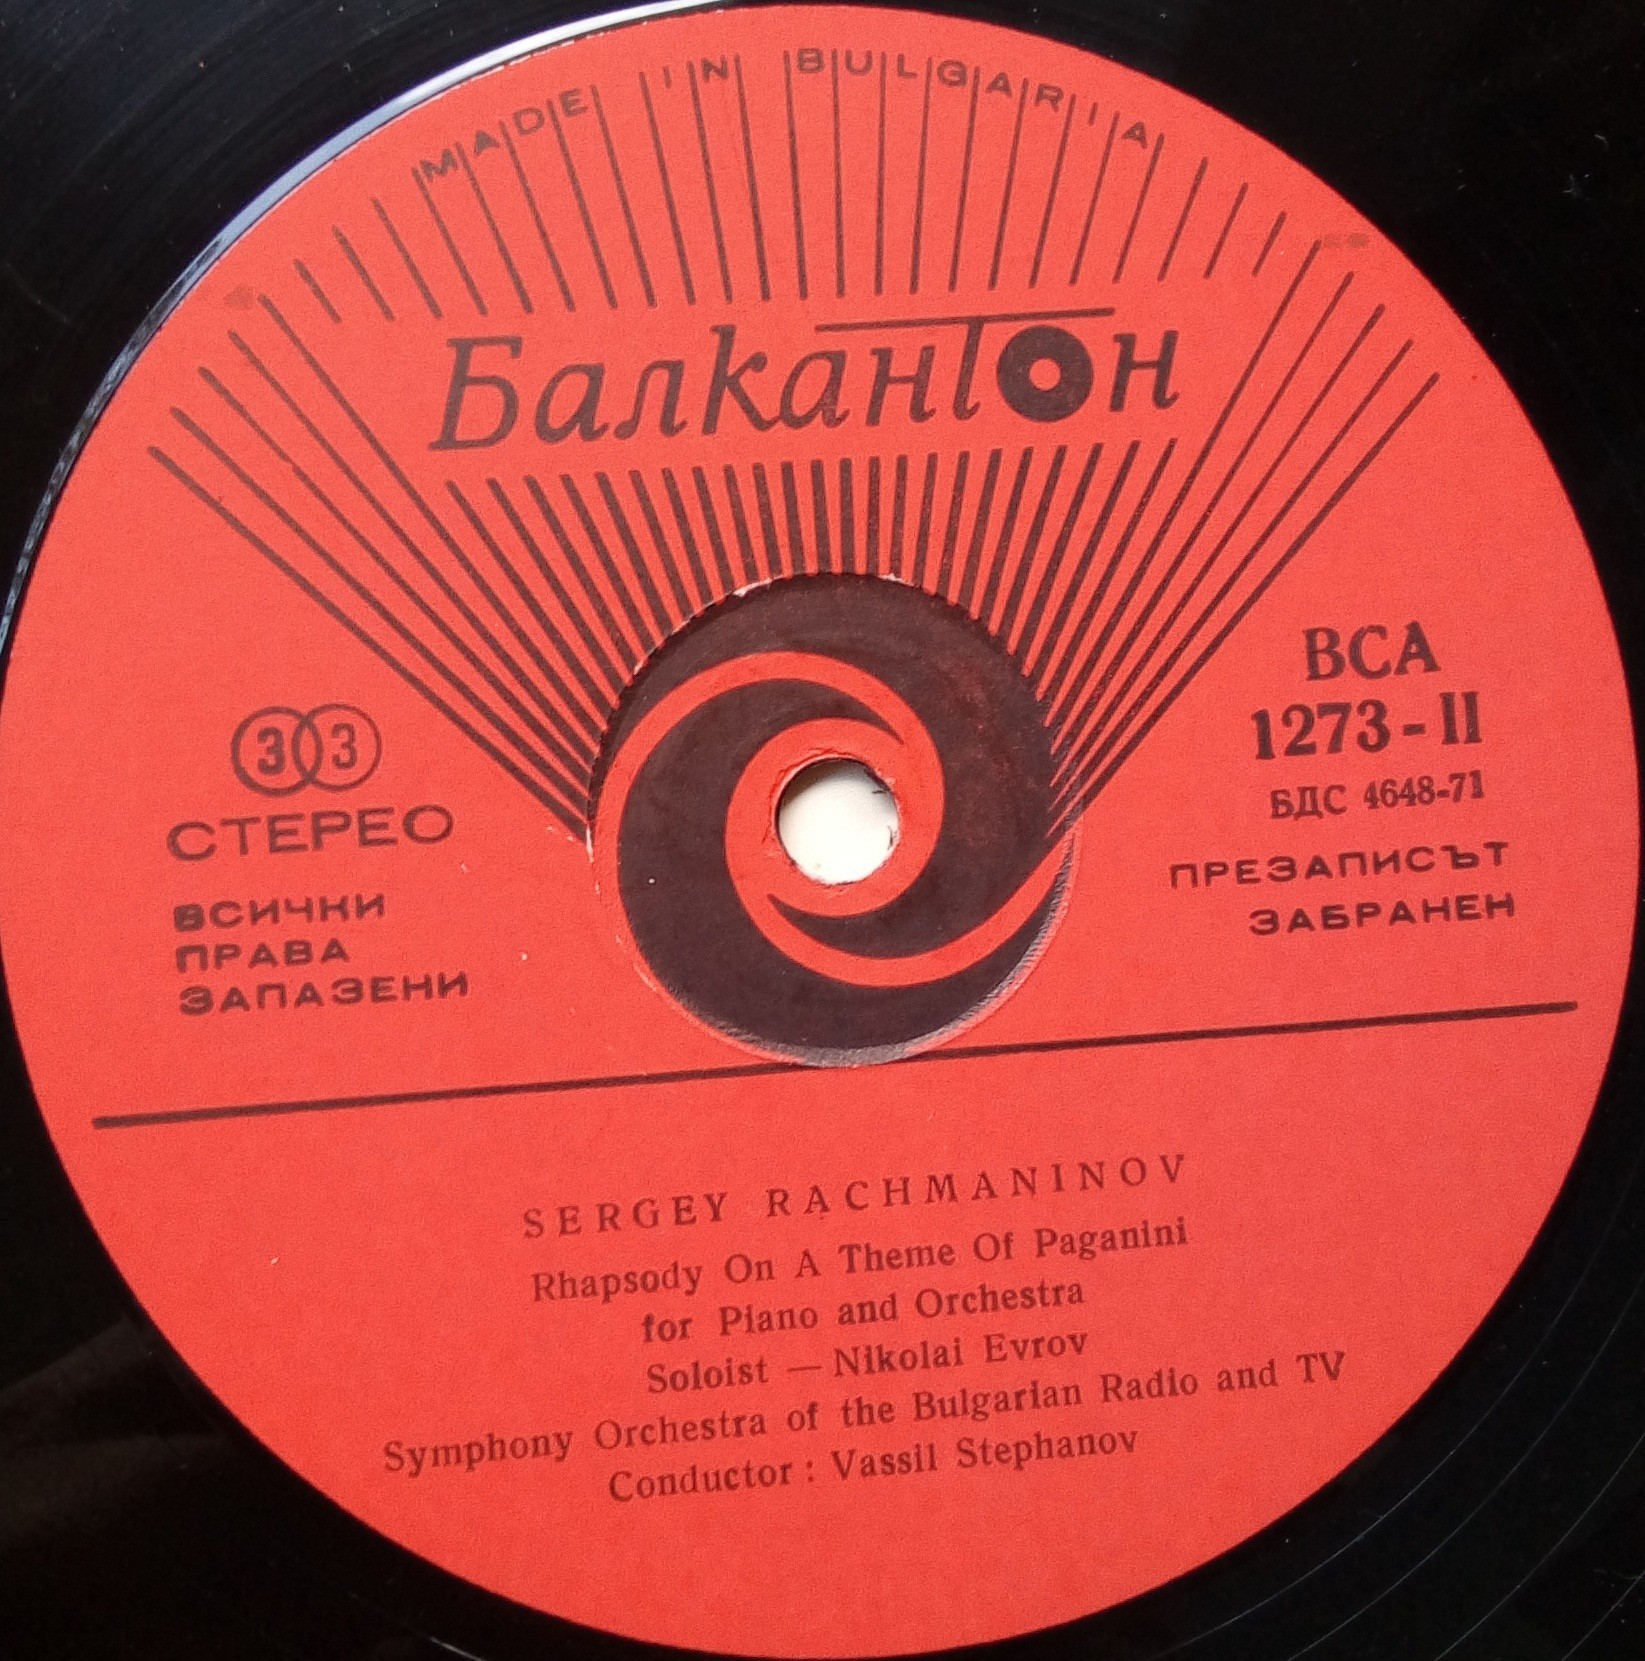 MADE IN BULGARIA
Балкантон
33
СТЕРЕО
ВСИЧКИ
ПРАВА
ЗАПАЗЕНИ
ВСА
1273-II
БДС 4648-71
ПРЕЗАПИСЪТ
ЗАБРАНЕН
SERGEY RACHMANINOV
Rhapsody On A Theme Of Paganini
for Piano and Orchestra
Soloist — Nikolai Evrov
Symphony Orchestra of the Bulgarian Radio and TV
Conductor : Vassil Stephanov